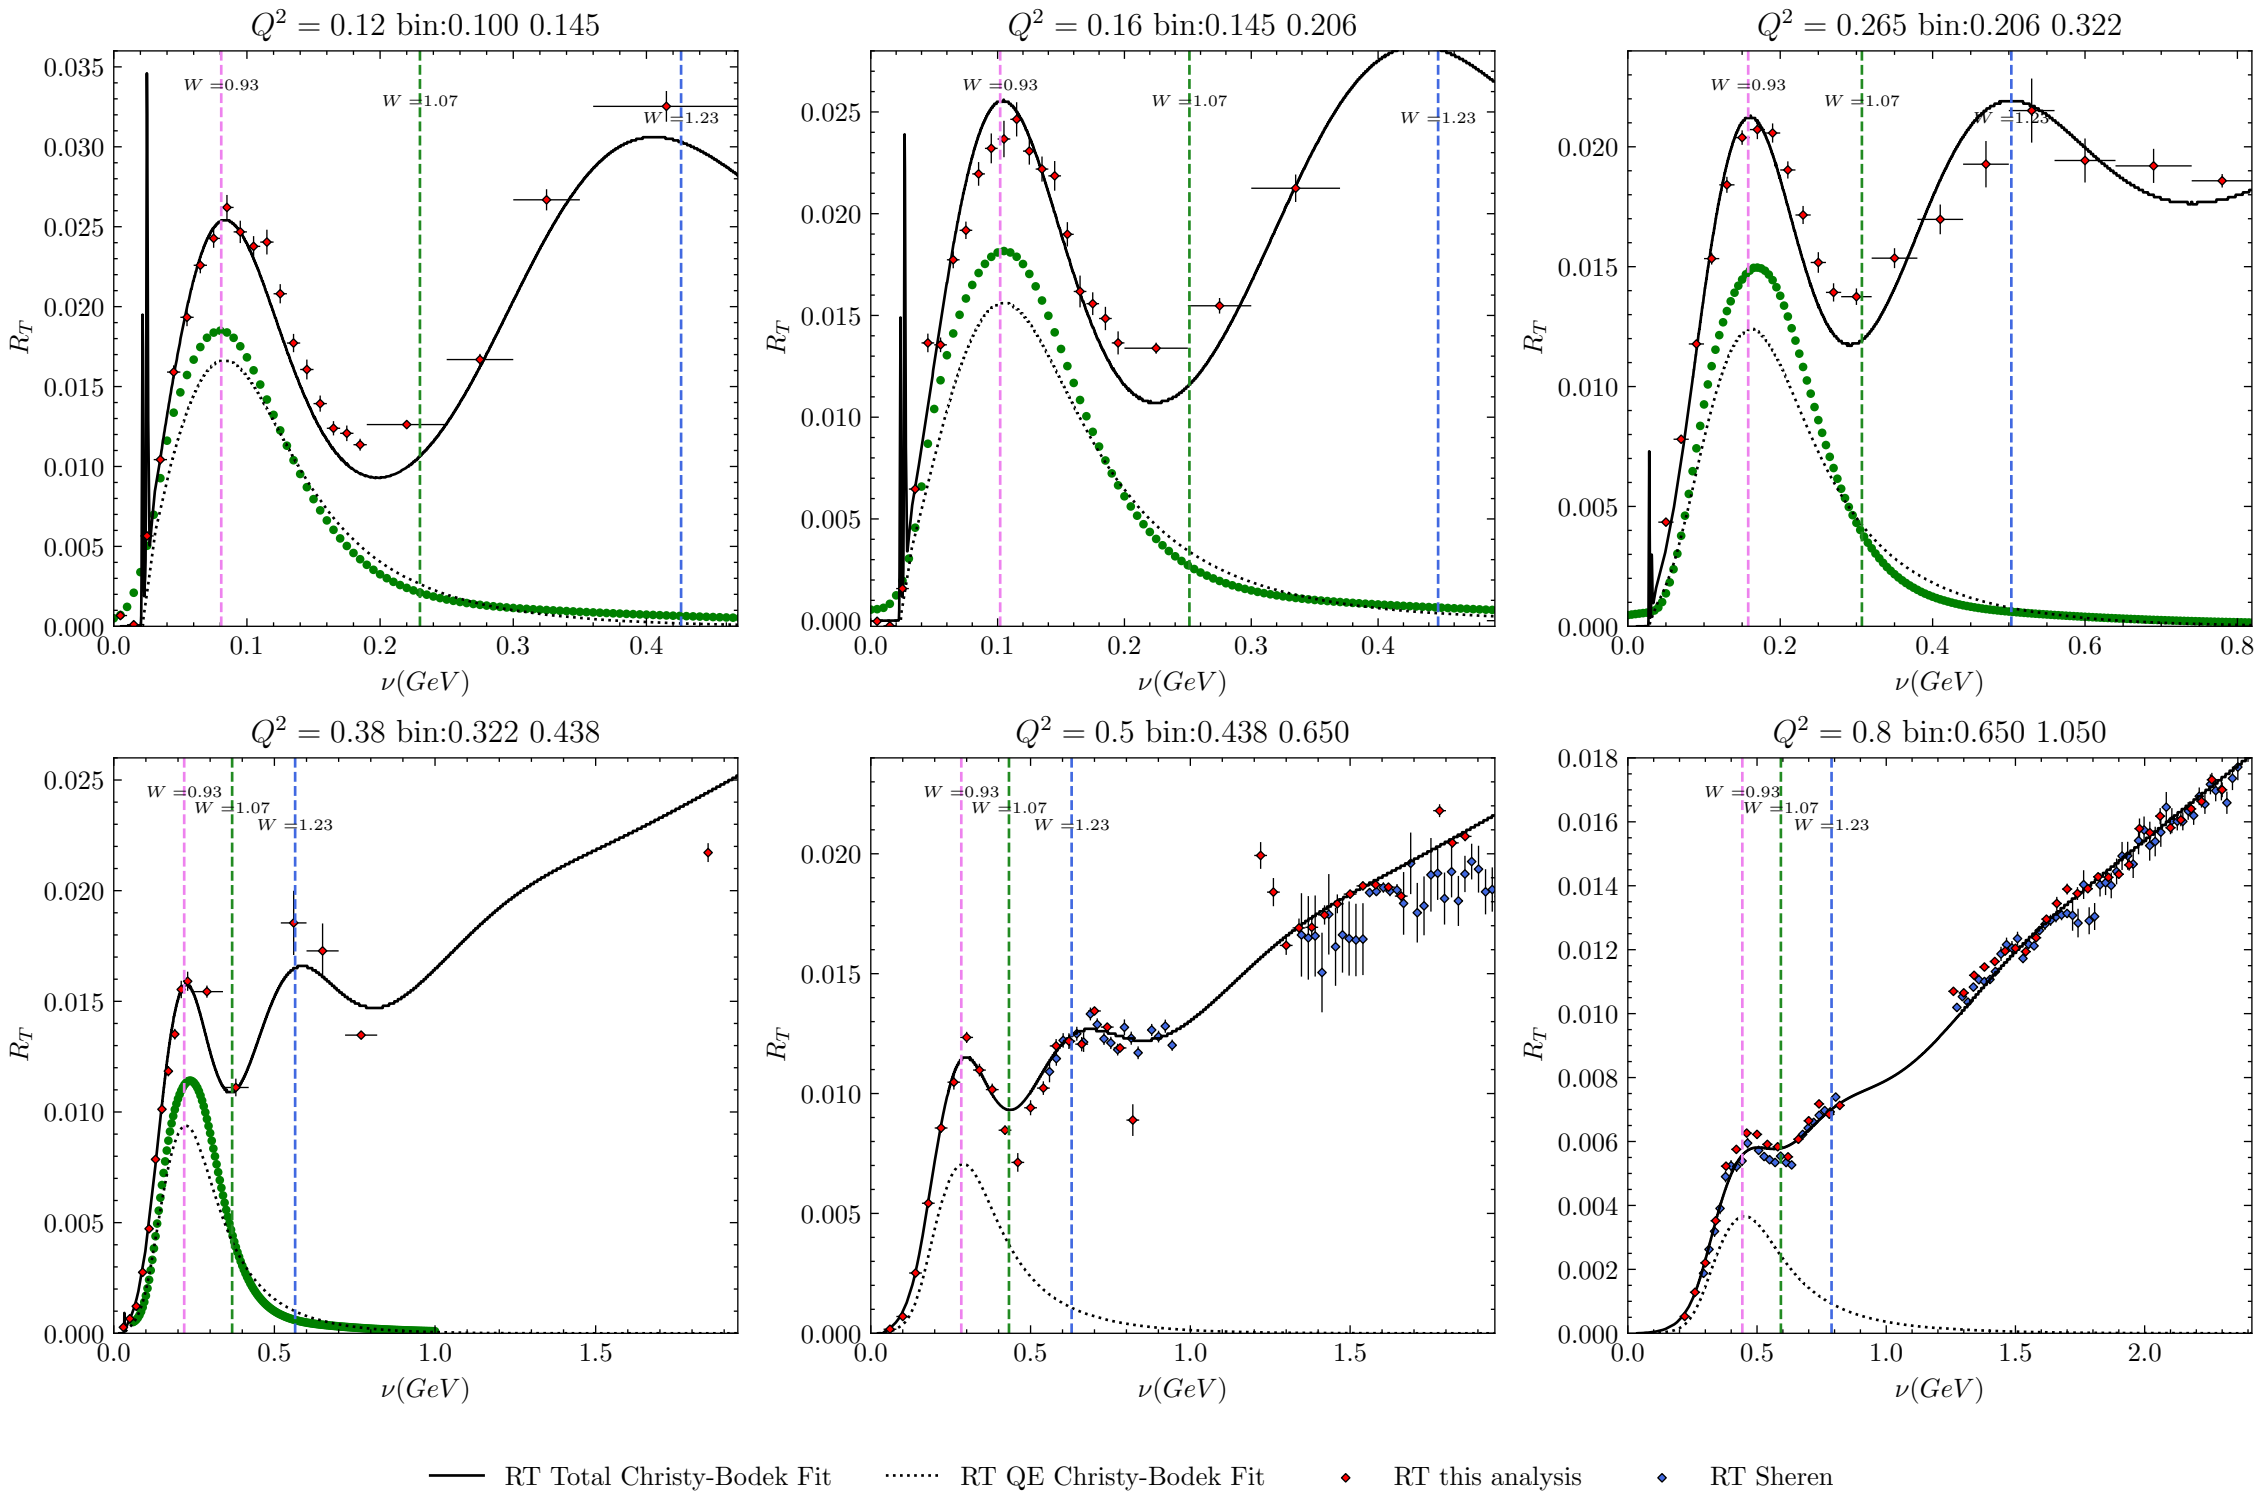 Q² = 0.12 bin:0.100 0.145
Q² = 0.16 bin:0.145 0.206
Q² = 0.265 bin:0.206 0.322
R_T
0.035
0.030
0.025
0.020
0.015
0.010
0.005
0.000
W =0.93
W =1.07
W =1.23
0.0 0.1 0.2 0.3 0.4
ν(GeV)
R_T
0.025
0.020
0.015
0.010
0.005
0.000
W =0.93
W =1.07
W =1.23
0.0 0.1 0.2 0.3 0.4
ν(GeV)
R_T
0.020
0.015
0.010
0.005
0.000
W =0.93
W =1.07
W =1.23
0.0 0.2 0.4 0.6 0.8
ν(GeV)
Q² = 0.38 bin:0.322 0.438
Q² = 0.5 bin:0.438 0.650
Q² = 0.8 bin:0.650 1.050
R_T
0.025
0.020
0.015
0.010
0.005
0.000
W =0.93
W =1.07
W =1.23
0.0 0.5 1.0 1.5
ν(GeV)
R_T
0.020
0.015
0.010
0.005
0.000
W =0.93
W =1.07
W =1.23
0.0 0.5 1.0 1.5
ν(GeV)
R_T
0.018
0.016
0.014
0.012
0.010
0.008
0.006
0.004
0.002
0.000
W =0.93
W =1.07
W =1.23
0.0 0.5 1.0 1.5 2.0
ν(GeV)
RT Total Christy-Bodek Fit
RT QE Christy-Bodek Fit
RT this analysis
RT Sheren